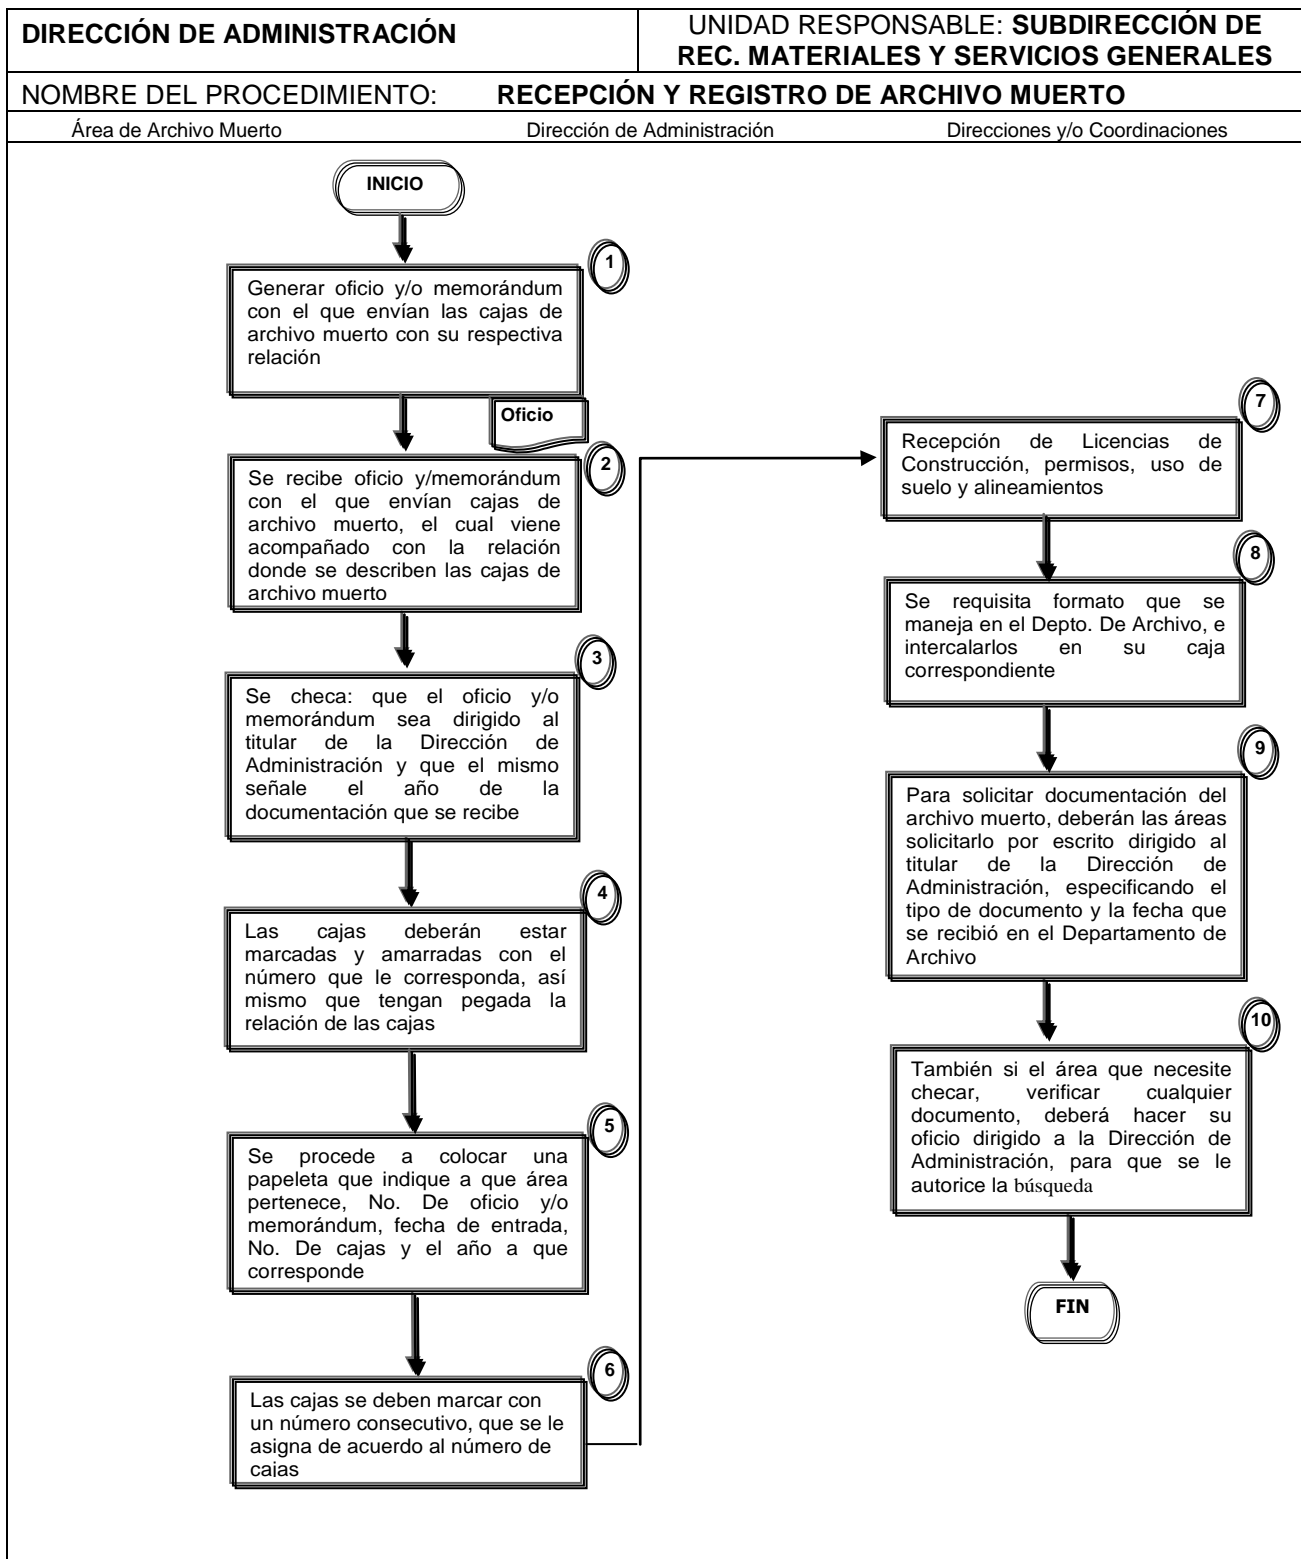 DIRECCIÓN DE ADMINISTRACIÓN
UNIDAD RESPONSABLE: SUBDIRECCIÓN DE
REC. MATERIALES Y SERVICIOS GENERALES
NOMBRE DEL PROCEDIMIENTO: RECEPCIÓN Y REGISTRO DE ARCHIVO MUERTO
Área de Archivo Muerto Dirección de Administración Direcciones y/o Coordinaciones
INICIO
1
Generar oficio y/o memorándum
con el que envían las cajas de
archivo muerto con su respectiva
relación
Oficio
2
Se recibe oficio y/memorándum
con el que envían cajas de
archivo muerto, el cual viene
acompañado con la relación
donde se describen las cajas de
archivo muerto
3
Se checa: que el oficio y/o
memorándum sea dirigido al
titular de la Dirección de
Administración y que el mismo
señale el año de la
documentación que se recibe
4
Las cajas deberán estar
marcadas y amarradas con el
número que le corresponda, así
mismo que tengan pegada la
relación de las cajas
5
Se procede a colocar una
papeleta que indique a que área
pertenece, No. De oficio y/o
memorándum, fecha de entrada,
No. De cajas y el año a que
corresponde
6
Las cajas se deben marcar con
un número consecutivo, que se le
asigna de acuerdo al número de
cajas
7
Recepción de Licencias de
Construcción, permisos, uso de
suelo y alineamientos
8
Se requisita formato que se
maneja en el Depto. De Archivo, e
intercalarlos en su caja
correspondiente
9
Para solicitar documentación del
archivo muerto, deberán las áreas
solicitarlo por escrito dirigido al
titular de la Dirección de
Administración, especificando el
tipo de documento y la fecha que
se recibió en el Departamento de
Archivo
10
También si el área que necesite
checar, verificar cualquier
documento, deberá hacer su
oficio dirigido a la Dirección de
Administración, para que se le
autorice la búsqueda
FIN